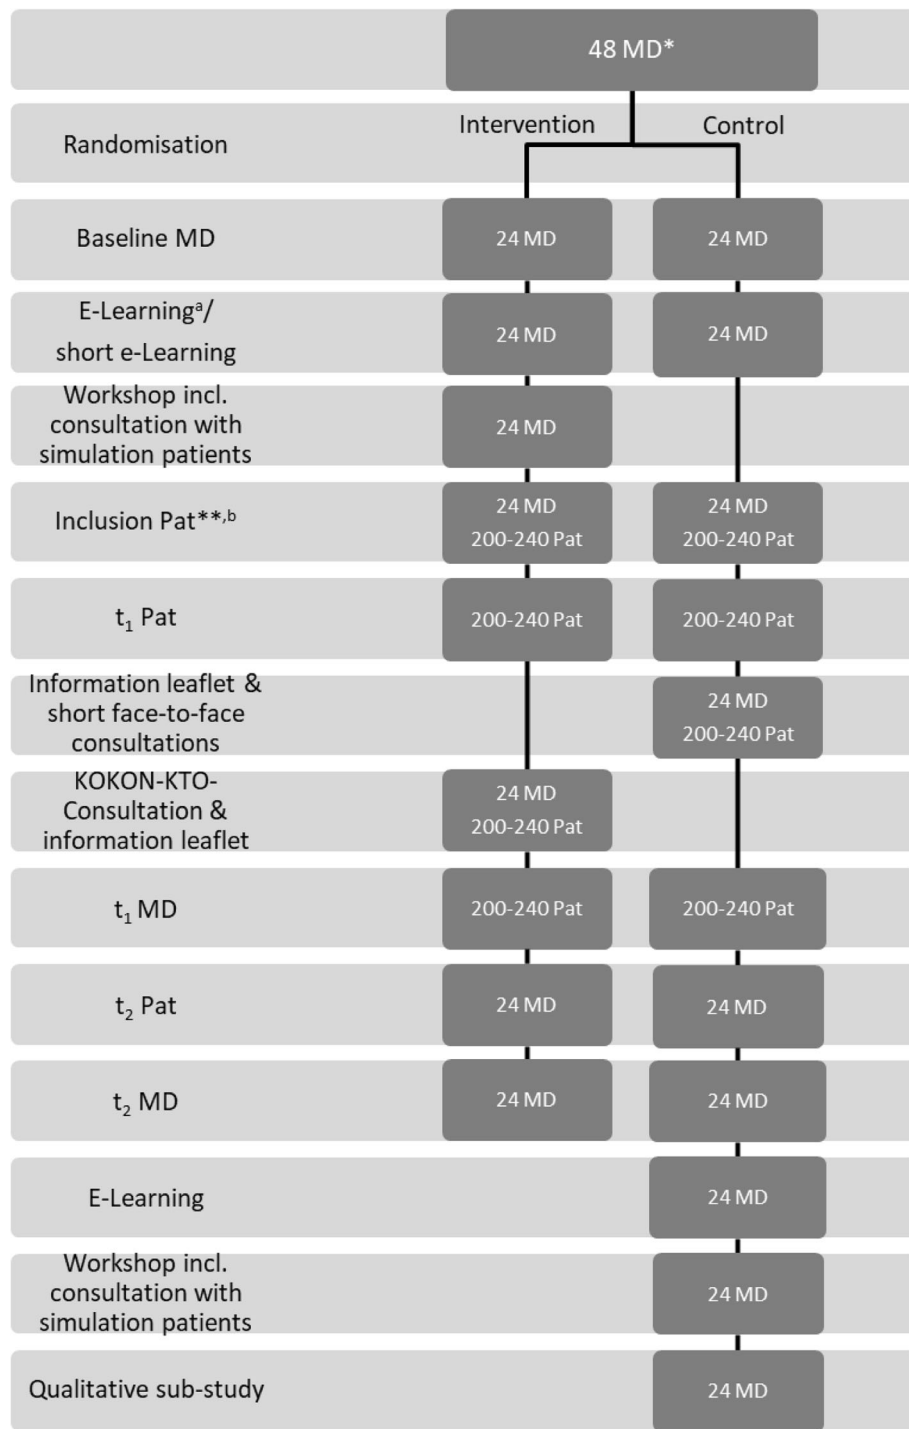 48 MD*
Intervention
Control
Randomisation
Baseline MD
24 MD
24 MD
E-Learningᵃ/
short e-Learning
24 MD
24 MD
Workshop incl.
consultation with
simulation patients
24 MD
Inclusion Pat**,ᵇ
24 MD
200-240 Pat
24 MD
200-240 Pat
t₁ Pat
200-240 Pat
200-240 Pat
Information leaflet &
short face-to-face
consultations
24 MD
200-240 Pat
KOKON-KTO-
Consultation &
information leaflet
24 MD
200-240 Pat
t₁ MD
200-240 Pat
200-240 Pat
t₂ Pat
24 MD
24 MD
t₂ MD
24 MD
24 MD
E-Learning
24 MD
Workshop incl.
consultation with
simulation patients
24 MD
Qualitative sub-study
24 MD